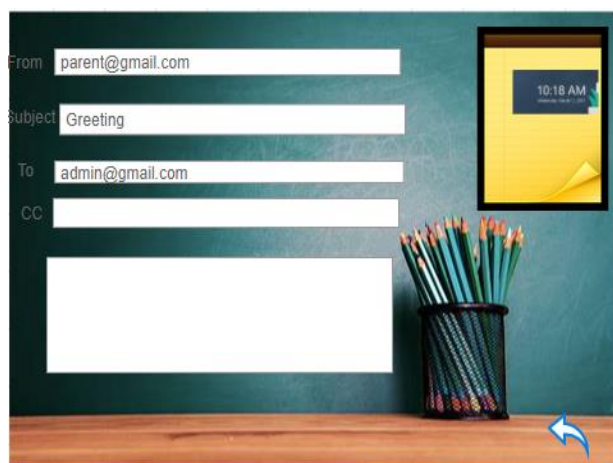 From parent@gmail.com
Subject Greeting
To admin@gmail.com
CC
10:18 AM